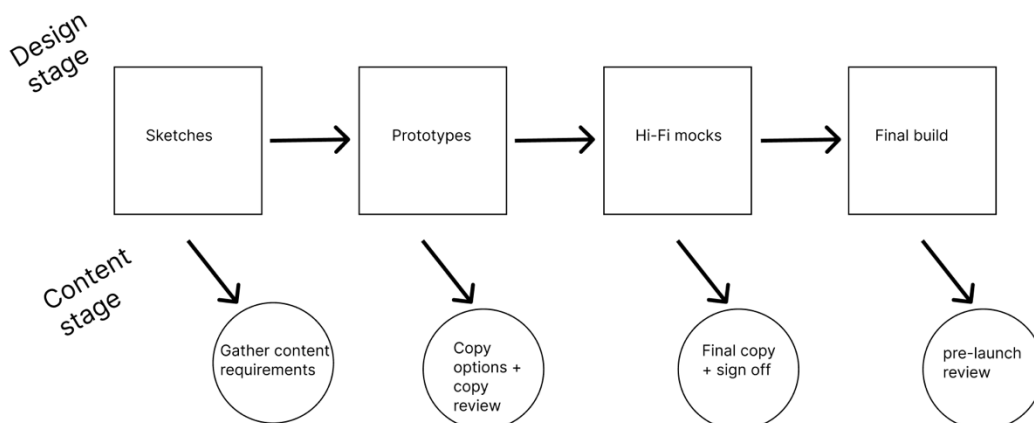 Design
stage
Sketches
Prototypes
Hi-Fi mocks
Final build
Content
stage
Gather content
requirements
Copy
options +
copy
review
Final copy
+ sign off
pre-launch
review